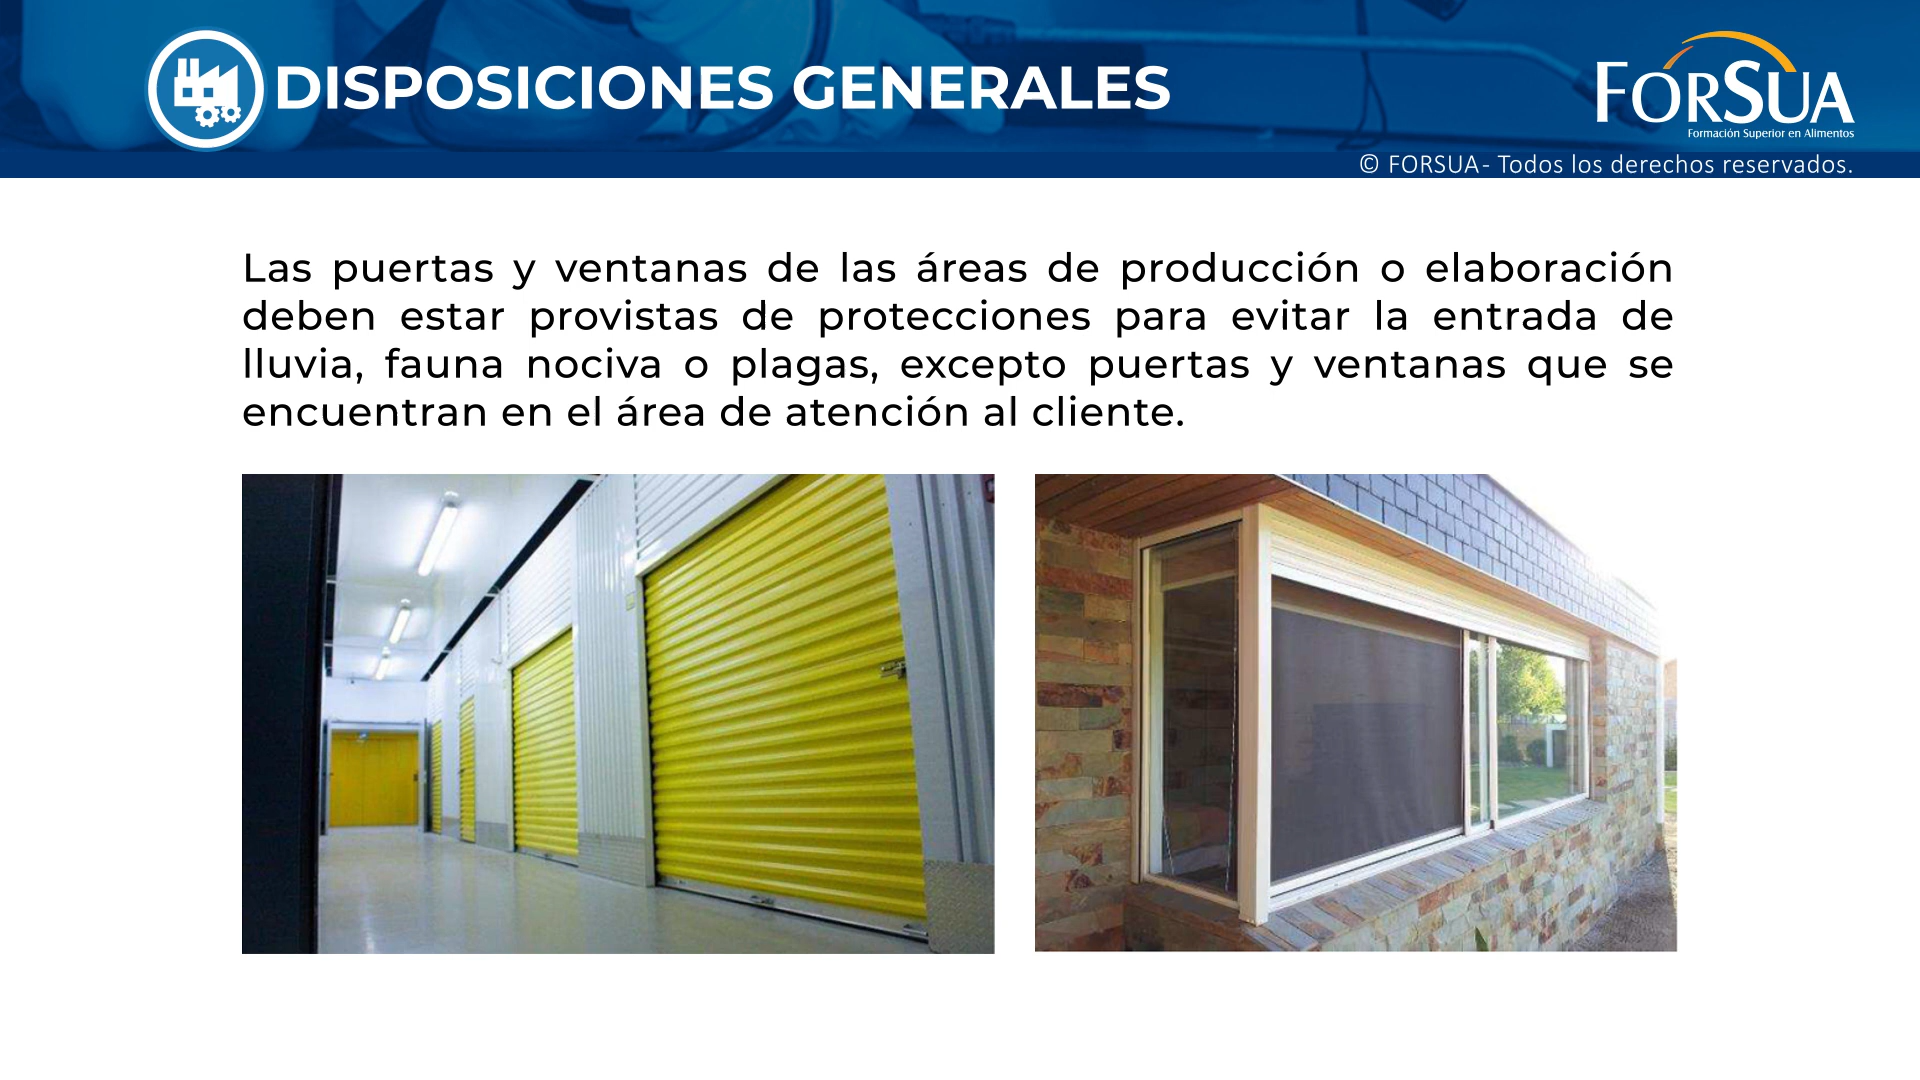 DISPOSICIONES GENERALES
FORSUA
Formación Superior en Alimentos
© FORSUA- Todos los derechos reservados.
Las puertas y ventanas de las áreas de producción o elaboración
deben estar provistas de protecciones para evitar la entrada de
lluvia, fauna nociva o plagas, excepto puertas y ventanas que se
encuentran en el área de atención al cliente.